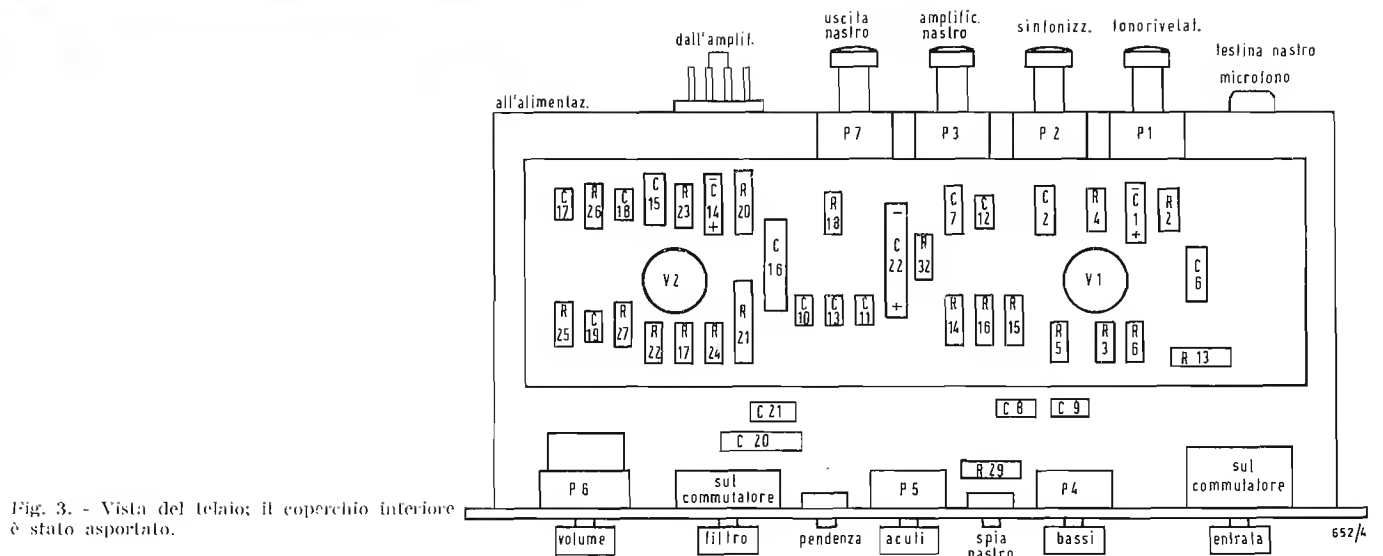 uscita
nastro
amplific.
nastro
sinfonizz.
tonorivelat.
testina nastro
microfono
dall'amplif.
all'alimentaz.
P7
P3
P2
P1
C 17
R 26
C 18
C 15
R 23
− C 14 +
R 20
C 16
R 18
− C 22 +
C 7
C 12
R 32
C 2
R 4
− C 1 +
R 2
C 6
V2
V1
R 25
C 19
R 27
R 22
R 17
R 24
R 21
C 10
C 13
C 11
R 14
R 16
R 15
R 5
R 3
R 6
R 13
C 21
C 20
C 8
C 9
R 29
P6
sul
commutatore
P5
P4
sul
commutatore
volume
filtro
pendenza
acuti
spia
nastro
bassi
entrata
652/4
Fig. 3. - Vista del telaio; il coperchio inferiore
è stato asportato.